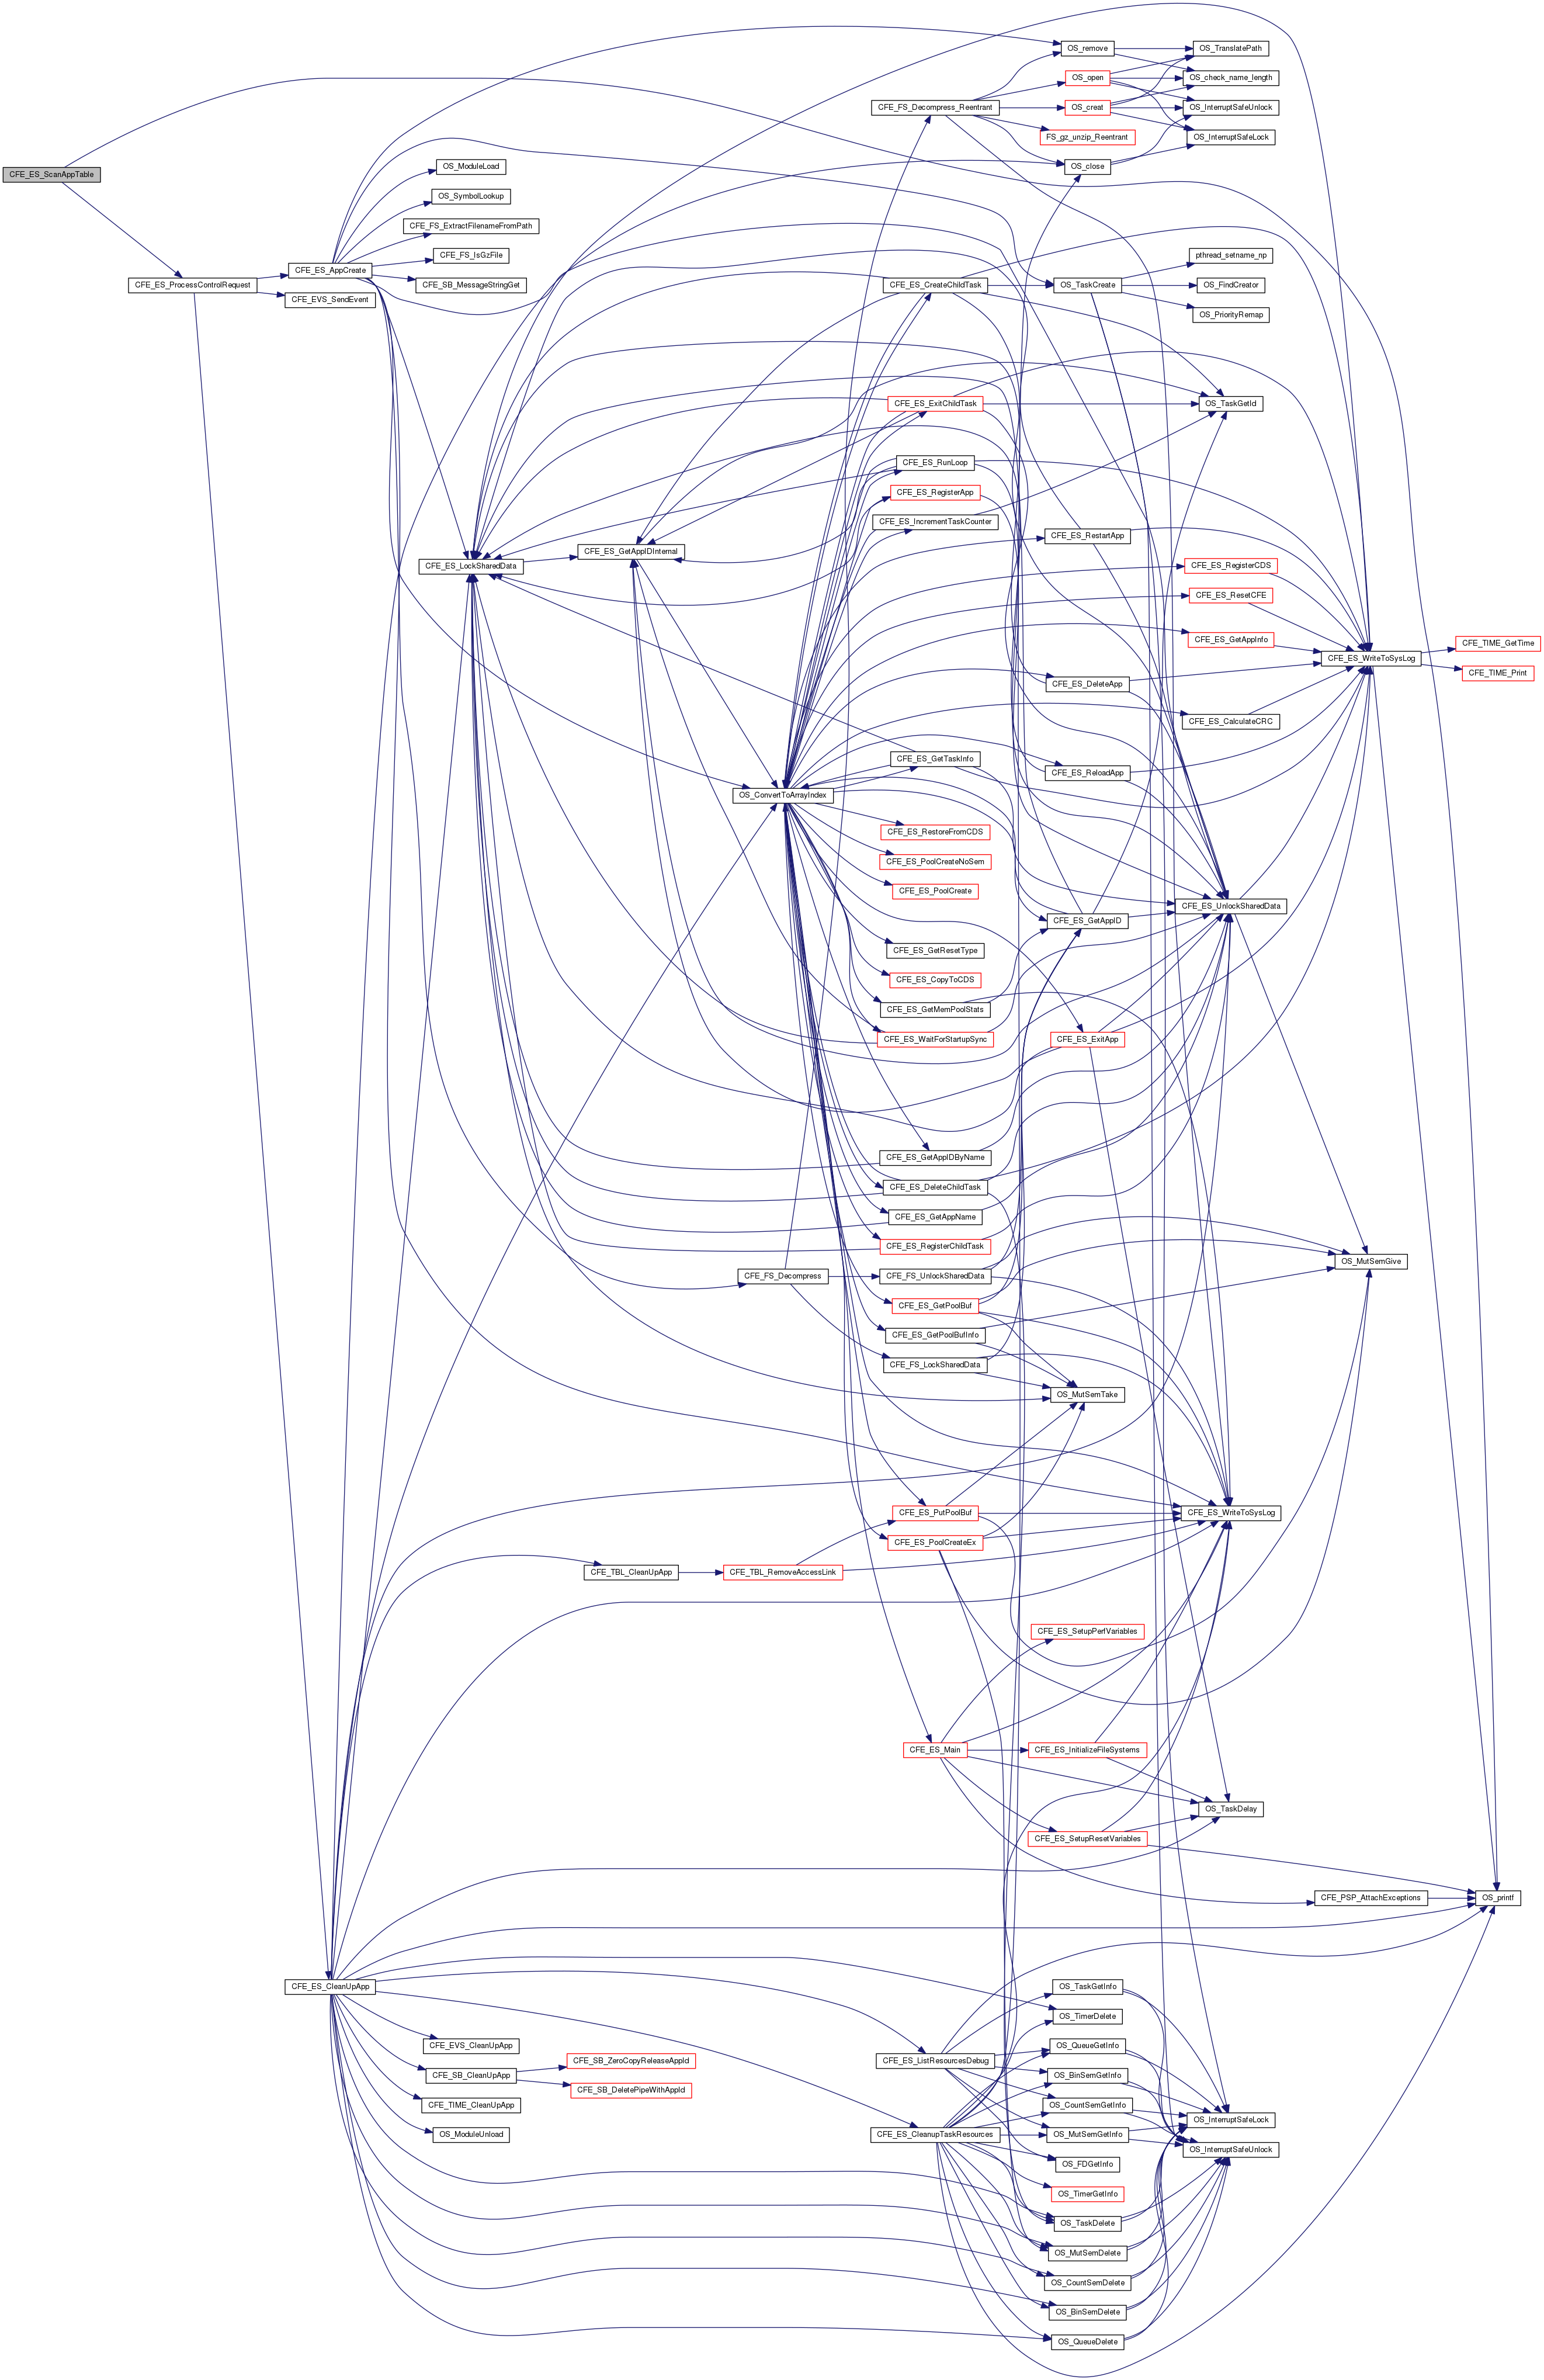 OS_remove
OS_TranslatePath
OS_open
OS_check_name_length
CFE_FS_Decompress_Reentrant
OS_creat
OS_InterruptSafeUnlock
FS_gz_unzip_Reentrant
OS_InterruptSafeLock
CFE_ES_ScanAppTable
OS_ModuleLoad
OS_close
OS_SymbolLookup
CFE_FS_ExtractFilenameFromPath
CFE_FS_IsGzFile
pthread_setname_np
CFE_ES_AppCreate
CFE_ES_ProcessControlRequest
CFE_SB_MessageStringGet
CFE_ES_CreateChildTask
OS_TaskCreate
OS_FindCreator
CFE_EVS_SendEvent
OS_PriorityRemap
CFE_ES_ExitChildTask
OS_TaskGetId
CFE_ES_RunLoop
CFE_ES_RegisterApp
CFE_ES_IncrementTaskCounter
CFE_ES_RestartApp
CFE_ES_GetAppIDInternal
CFE_ES_LockSharedData
CFE_ES_RegisterCDS
CFE_ES_ResetCFE
CFE_ES_GetAppInfo
CFE_TIME_GetTime
CFE_ES_WriteToSysLog
CFE_TIME_Print
CFE_ES_DeleteApp
CFE_ES_CalculateCRC
CFE_ES_GetTaskInfo
CFE_ES_ReloadApp
OS_ConvertToArrayIndex
CFE_ES_RestoreFromCDS
CFE_ES_PoolCreateNoSem
CFE_ES_PoolCreate
CFE_ES_UnlockSharedData
CFE_ES_GetAppID
CFE_ES_GetResetType
CFE_ES_CopyToCDS
CFE_ES_GetMemPoolStats
CFE_ES_WaitForStartupSync
CFE_ES_ExitApp
CFE_ES_GetAppIDByName
CFE_ES_DeleteChildTask
CFE_ES_GetAppName
CFE_ES_RegisterChildTask
OS_MutSemGive
CFE_FS_Decompress
CFE_FS_UnlockSharedData
CFE_ES_GetPoolBuf
CFE_ES_GetPoolBufInfo
CFE_FS_LockSharedData
OS_MutSemTake
CFE_ES_PutPoolBuf
CFE_ES_WriteToSysLog
CFE_ES_PoolCreateEx
CFE_TBL_CleanUpApp
CFE_TBL_RemoveAccessLink
CFE_ES_SetupPerfVariables
CFE_ES_Main
CFE_ES_InitializeFileSystems
OS_TaskDelay
CFE_ES_SetupResetVariables
CFE_PSP_AttachExceptions
OS_printf
CFE_ES_CleanUpApp
OS_TaskGetInfo
OS_TimerDelete
CFE_EVS_CleanUpApp
OS_QueueGetInfo
CFE_ES_ListResourcesDebug
CFE_SB_ZeroCopyReleaseAppId
CFE_SB_CleanUpApp
OS_BinSemGetInfo
CFE_SB_DeletePipeWithAppId
CFE_TIME_CleanUpApp
OS_CountSemGetInfo
OS_InterruptSafeLock
OS_ModuleUnload
CFE_ES_CleanupTaskResources
OS_MutSemGetInfo
OS_InterruptSafeUnlock
OS_FDGetInfo
OS_TimerGetInfo
OS_TaskDelete
OS_MutSemDelete
OS_CountSemDelete
OS_BinSemDelete
OS_QueueDelete